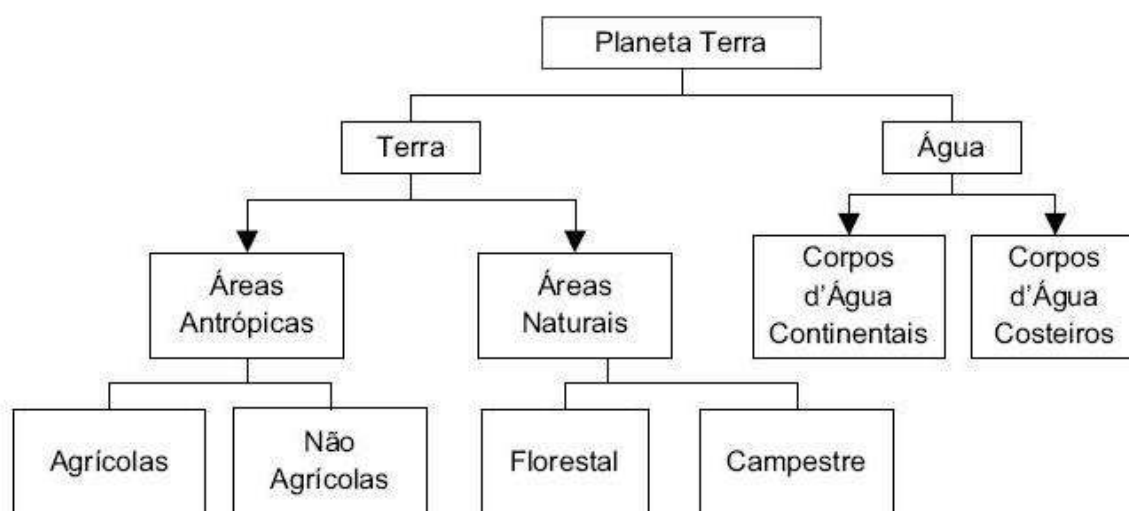 Planeta Terra
Terra
Água
Áreas
Antrópicas
Áreas
Naturais
Corpos
d'Água
Continentais
Corpos
d'Água
Costeiros
Agrícolas
Não
Agrícolas
Florestal
Campestre